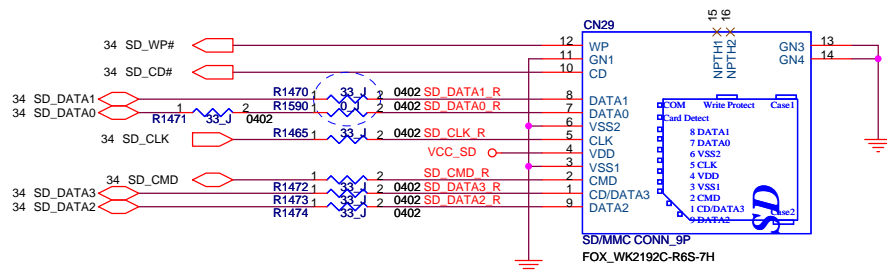 CN29
15
16
34 SD_WP#
12
WP
NPTH1
NPTH2
GN3
13
11
GN1
GN4
14
34 SD_CD#
10
CD
R1470
1
33_J
2
0402
SD_DATA1_R
34 SD_DATA1
8
DATA1
COM
Write Protect
Case1
R1590
1
0_J
2
0402
SD_DATA0_R
34 SD_DATA0
1
2
7
DATA0
R1471
33_J
0402
6
VSS2
Card Detect
R1465
1
33_J
2
0402
SD_CLK_R
34 SD_CLK
5
CLK
8 DATA1
VCC_SD
4
VDD
7 DATA0
3
VSS1
6 VSS2
34 SD_CMD
1
2
SD_CMD_R
2
CMD
5 CLK
R1472
33_J
0402
SD_DATA3_R
34 SD_DATA3
1
2
1
CD/DATA3
4 VDD
R1473
33_J
0402
SD_DATA2_R
34 SD_DATA2
1
2
9
DATA2
3 VSS1
R1474
33_J
0402
2 CMD
1 CD/DATA3
9 DATA2
Case2
SD
SD/MMC CONN_9P
FOX_WK2192C-R6S-7H